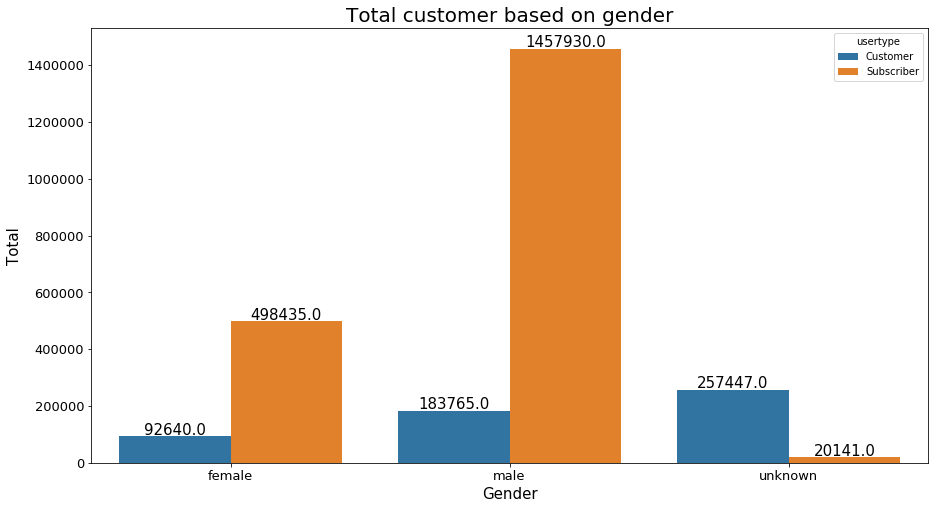 Total customer based on gender
1457930.0
usertype
Customer
Subscriber
1400000
1200000
1000000
800000
600000
400000
200000
0
Total
498435.0
92640.0
183765.0
257447.0
20141.0
female
male
unknown
Gender